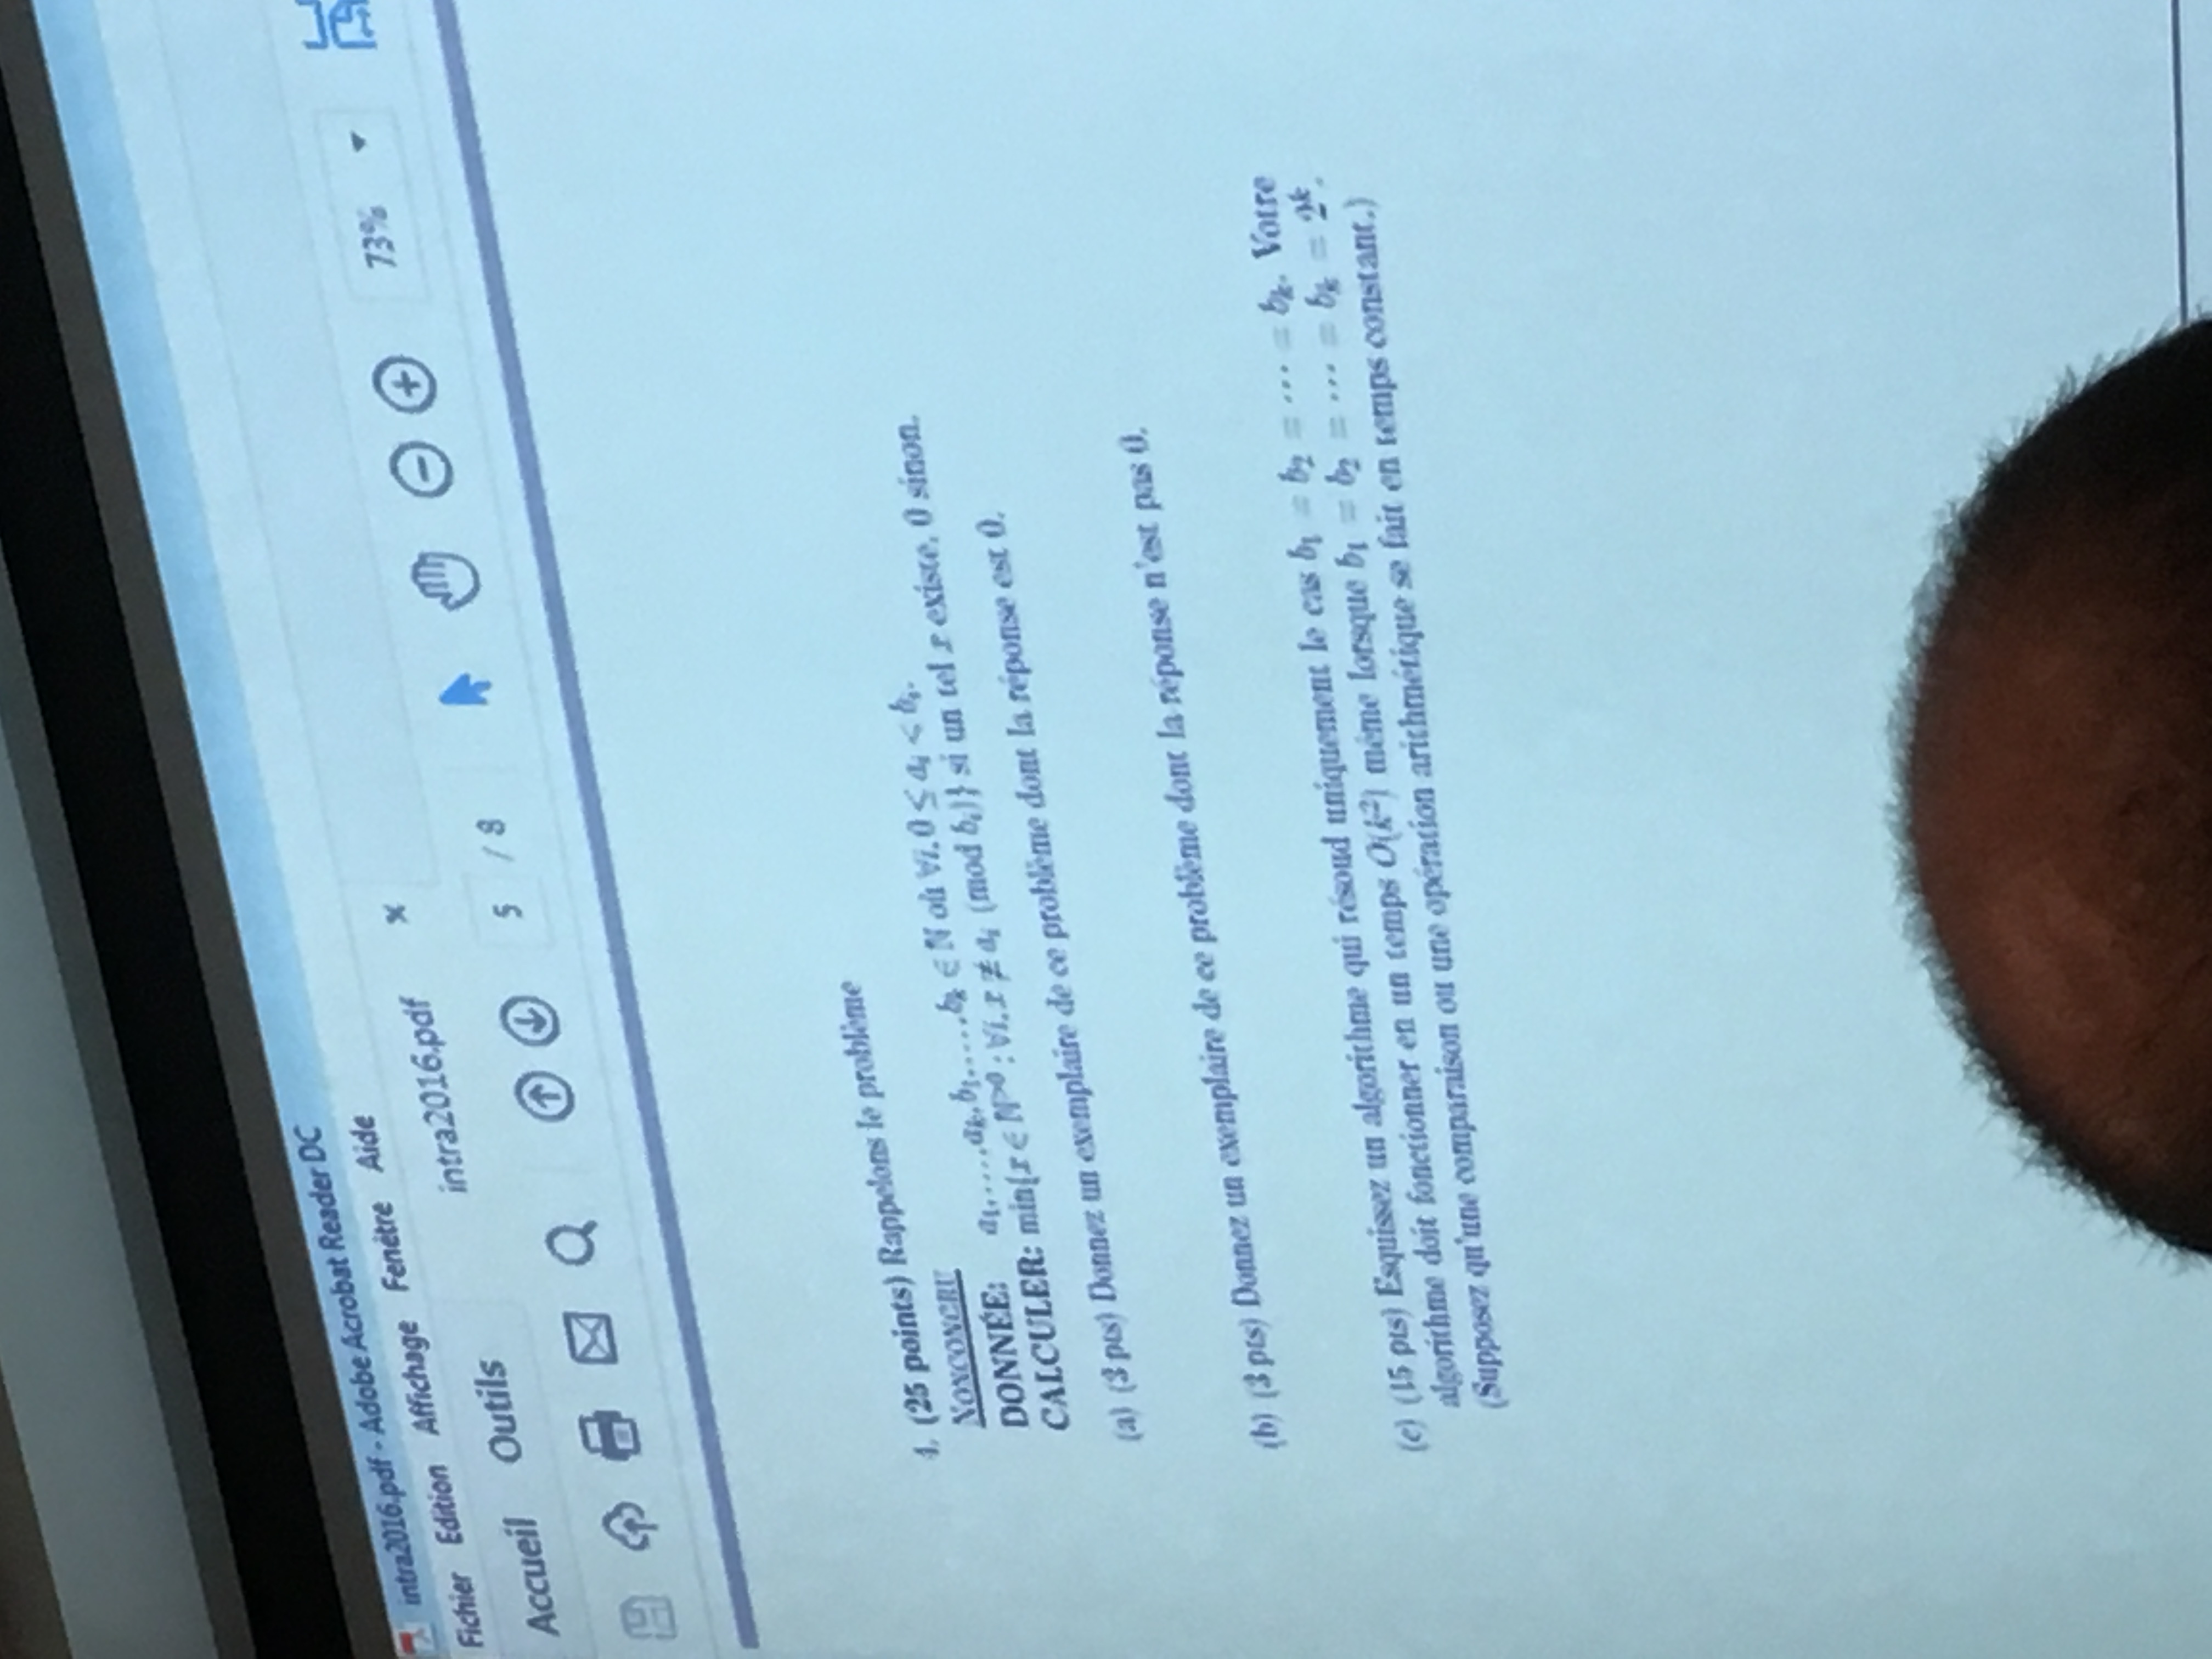 intra2016.pdf - Adobe Acrobat Reader DC
Fichier Edition Affichage Fenêtre Aide
Accueil Outils intra2016.pdf ×
5 / 8 73%
4. (25 points) Rappelons le problème
NONCONGRU
DONNÉE: a₁,....,aₖ,b₁,....,bₖ ∈ ℕ où ∀i, 0 ≤ aᵢ < bᵢ.
CALCULER: min{x ∈ ℕ^{>0} : ∀i, x ≢ aᵢ (mod bᵢ)} si un tel x existe, 0 sinon.
(a) (3 pts) Donnez un exemplaire de ce problème dont la réponse est 0.
(b) (3 pts) Donnez un exemplaire de ce problème dont la réponse n'est pas 0.
(c) (15 pts) Esquissez un algorithme qui résoud uniquement le cas b₁ = b₂ = ··· = bₖ. Votre
algorithme doit fonctionner en un temps O(k²) même lorsque b₁ = b₂ = ··· = bₖ = 2ᵏ.
(Supposez qu'une comparaison ou une opération arithmétique se fait en temps constant.)